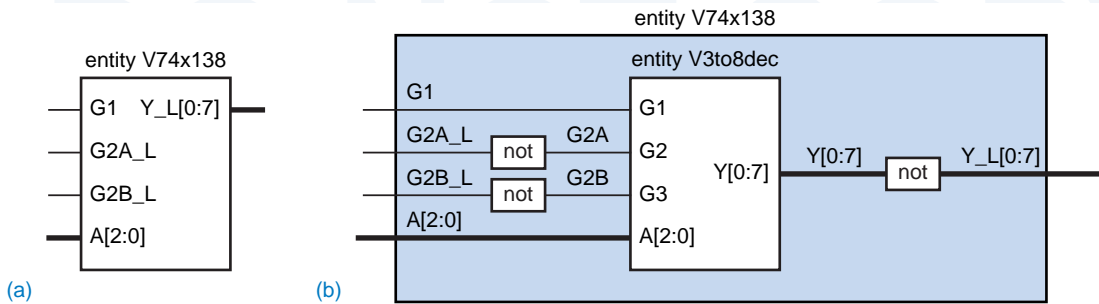 entity V74x138
G1 Y_L[0:7]
G2A_L
G2B_L
A[2:0]
(a)
entity V74x138
entity V3to8dec
G1 G1
G2A_L not G2A G2
G2B_L not G2B G3
Y[0:7] Y[0:7] not Y_L[0:7]
A[2:0] A[2:0]
(b)